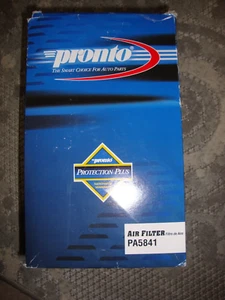 pronto
THE SMART CHOICE FOR AUTO PARTS
pronto
PROTECTION PLUS
AIR FILTER
PA5841